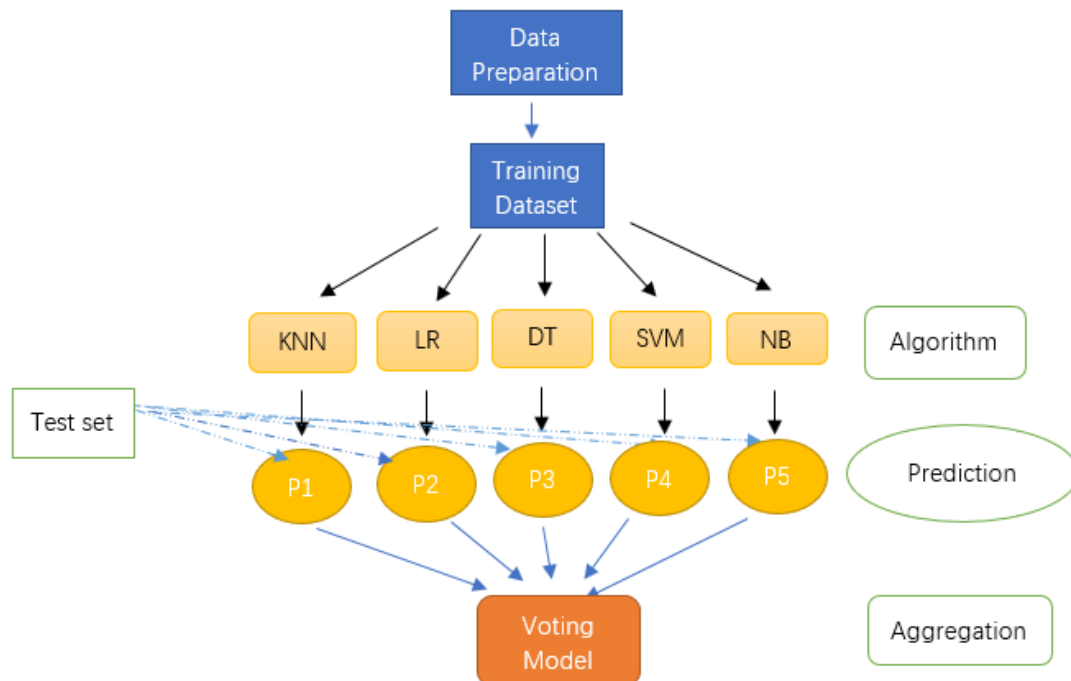 Data
Preparation
Training
Dataset
KNN
LR
DT
SVM
NB
Algorithm
Test set
P1
P2
P3
P4
P5
Prediction
Voting
Model
Aggregation